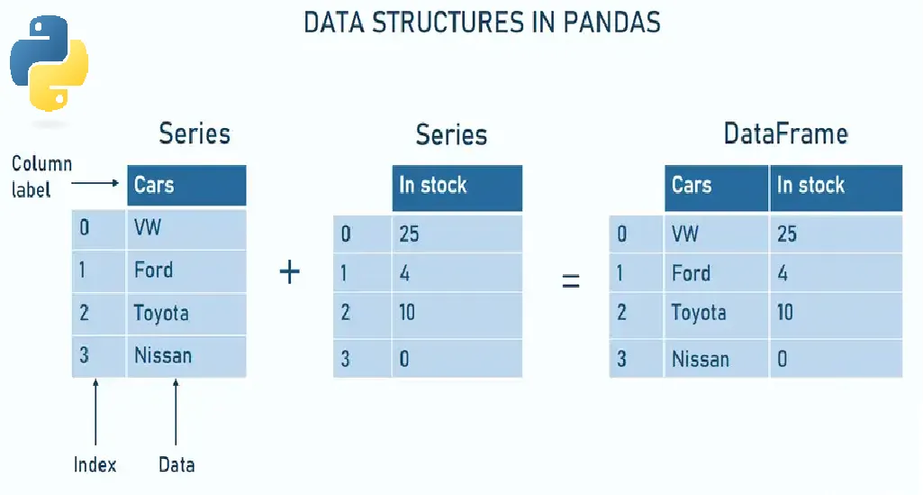 DATA STRUCTURES IN PANDAS
Series
Column
label
Cars
0 VW
1 Ford
2 Toyota
3 Nissan
Index Data
+
Series
In stock
0 25
1 4
2 10
3 0
=
DataFrame
Cars In stock
0 VW 25
1 Ford 4
2 Toyota 10
3 Nissan 0